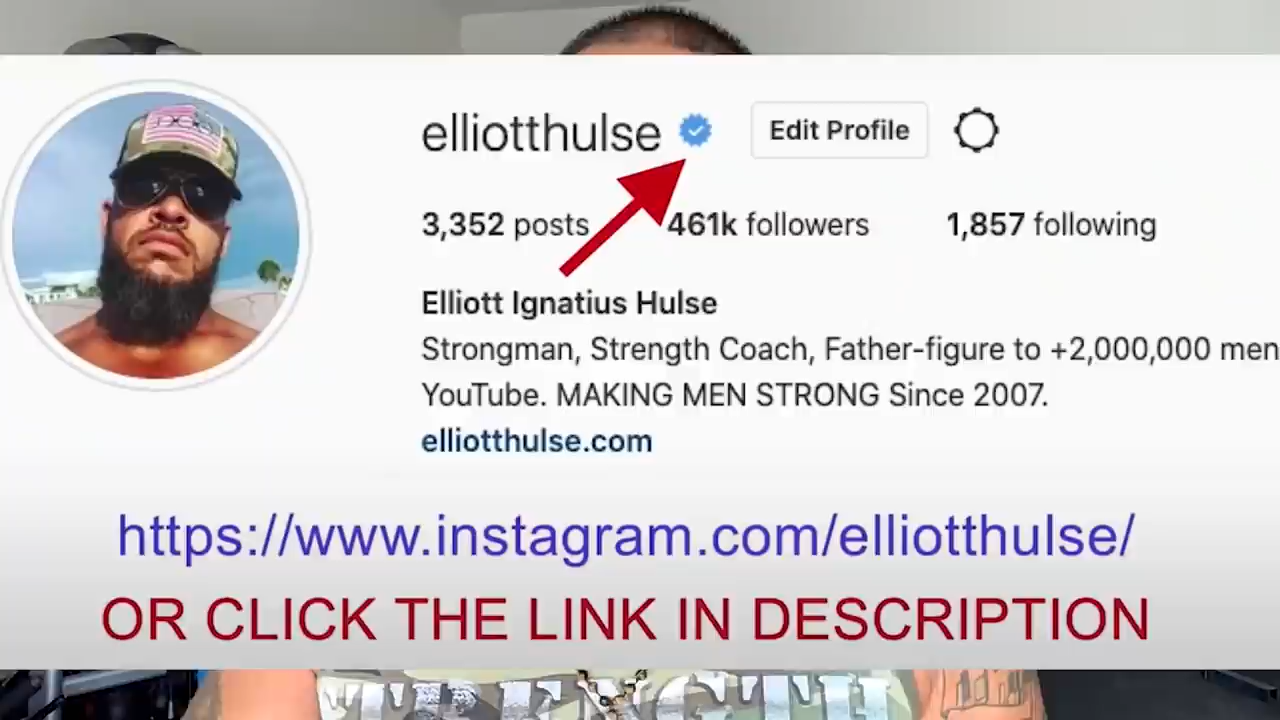 elliotthulse Edit Profile
3,352 posts 461k followers 1,857 following
Elliott Ignatius Hulse
Strongman, Strength Coach, Father-figure to +2,000,000 men
YouTube. MAKING MEN STRONG Since 2007.
elliotthulse.com
https://www.instagram.com/elliotthulse/
OR CLICK THE LINK IN DESCRIPTION